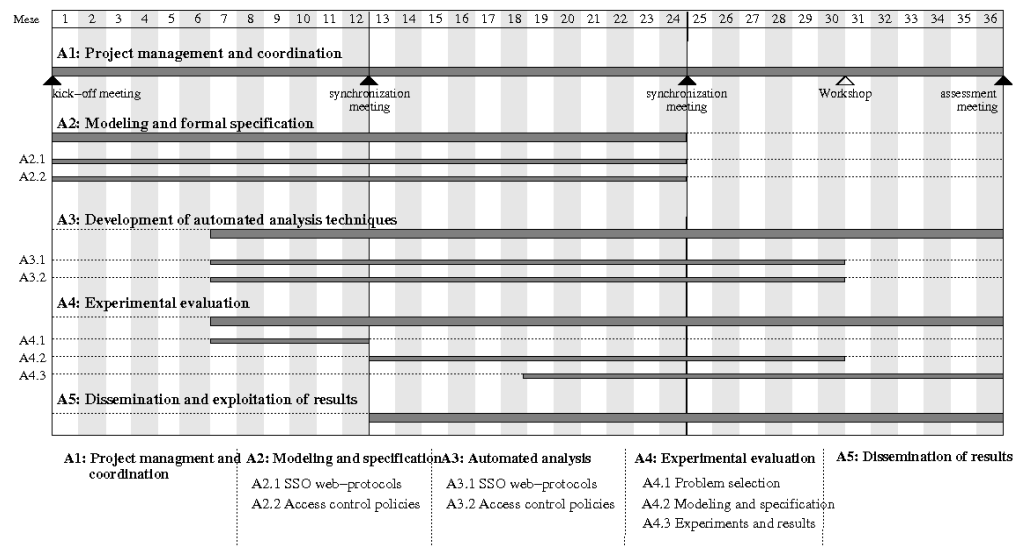 Mese 1 2 3 4 5 6 7 8 9 10 11 12 13 14 15 16 17 18 19 20 21 22 23 24 25 26 27 28 29 30 31 32 33 34 35 36
A1: Project management and coordination
kick-off meeting
synchronization
meeting
synchronization
meeting
Workshop
assessment
meeting
A2: Modeling and formal specification
A2.1
A2.2
A3: Development of automated analysis techniques
A3.1
A3.2
A4: Experimental evaluation
A4.1
A4.2
A4.3
A5: Dissemination and exploitation of results
A1: Project managment and
coordination
A2: Modeling and specification
A2.1 SSO web-protocols
A2.2 Access control policies
A3: Automated analysis
A3.1 SSO web-protocols
A3.2 Access control policies
A4: Experimental evaluation
A4.1 Problem selection
A4.2 Modeling and specification
A4.3 Experiments and results
A5: Dissemination of results